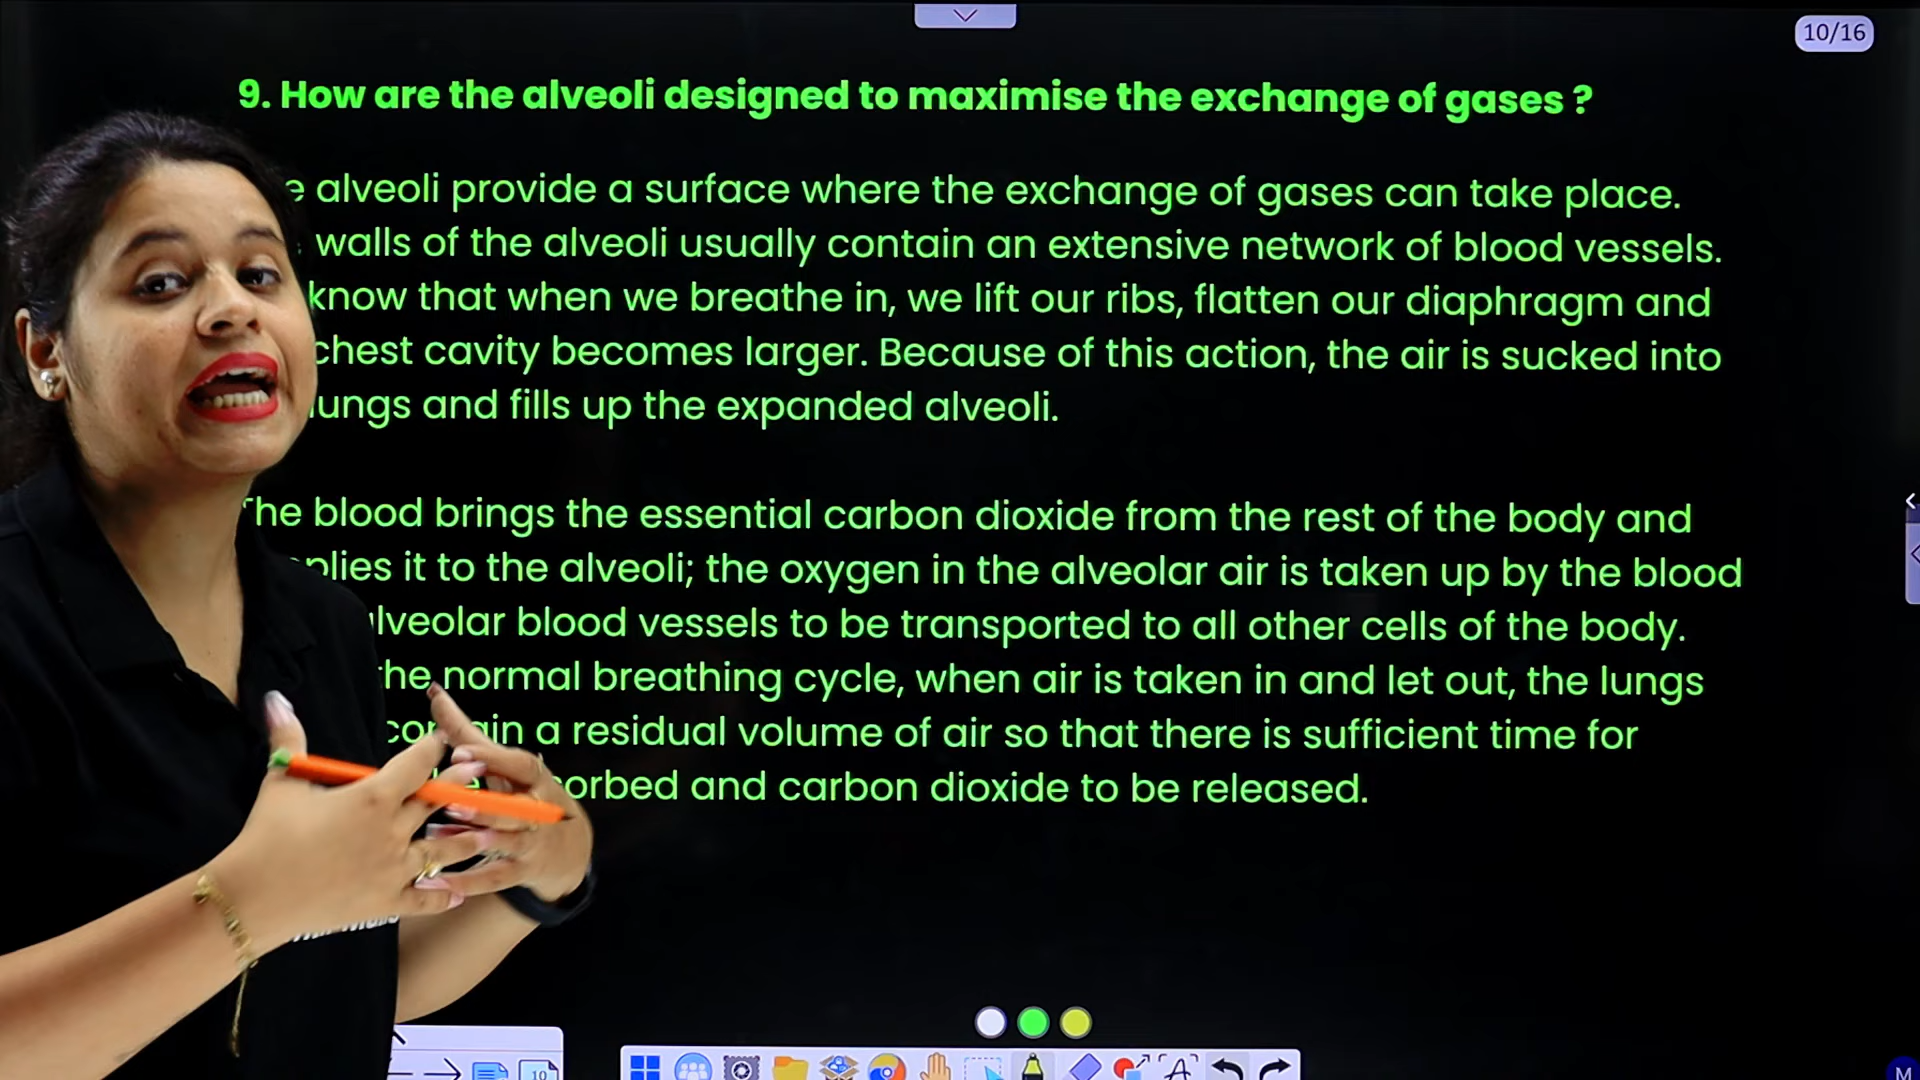 10/16
9. How are the alveoli designed to maximise the exchange of gases ?
alveoli provide a surface where the exchange of gases can take place.
walls of the alveoli usually contain an extensive network of blood vessels.
know that when we breathe in, we lift our ribs, flatten our diaphragm and
chest cavity becomes larger. Because of this action, the air is sucked into
lungs and fills up the expanded alveoli.
The blood brings the essential carbon dioxide from the rest of the body and
it to the alveoli; the oxygen in the alveolar air is taken up by the blood
alveolar blood vessels to be transported to all other cells of the body.
the normal breathing cycle, when air is taken in and let out, the lungs
a residual volume of air so that there is sufficient time for
and carbon dioxide to be released.
10
A
M